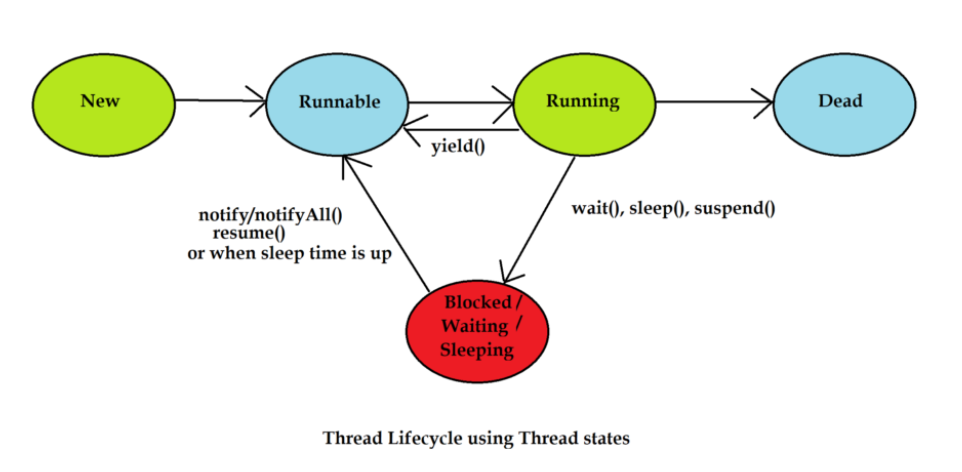 New
Runnable
Running
Dead
yield()
notify/notifyAll()
resume()
or when sleep time is up
wait(), sleep(), suspend()
Blocked /
Waiting /
Sleeping
Thread Lifecycle using Thread states